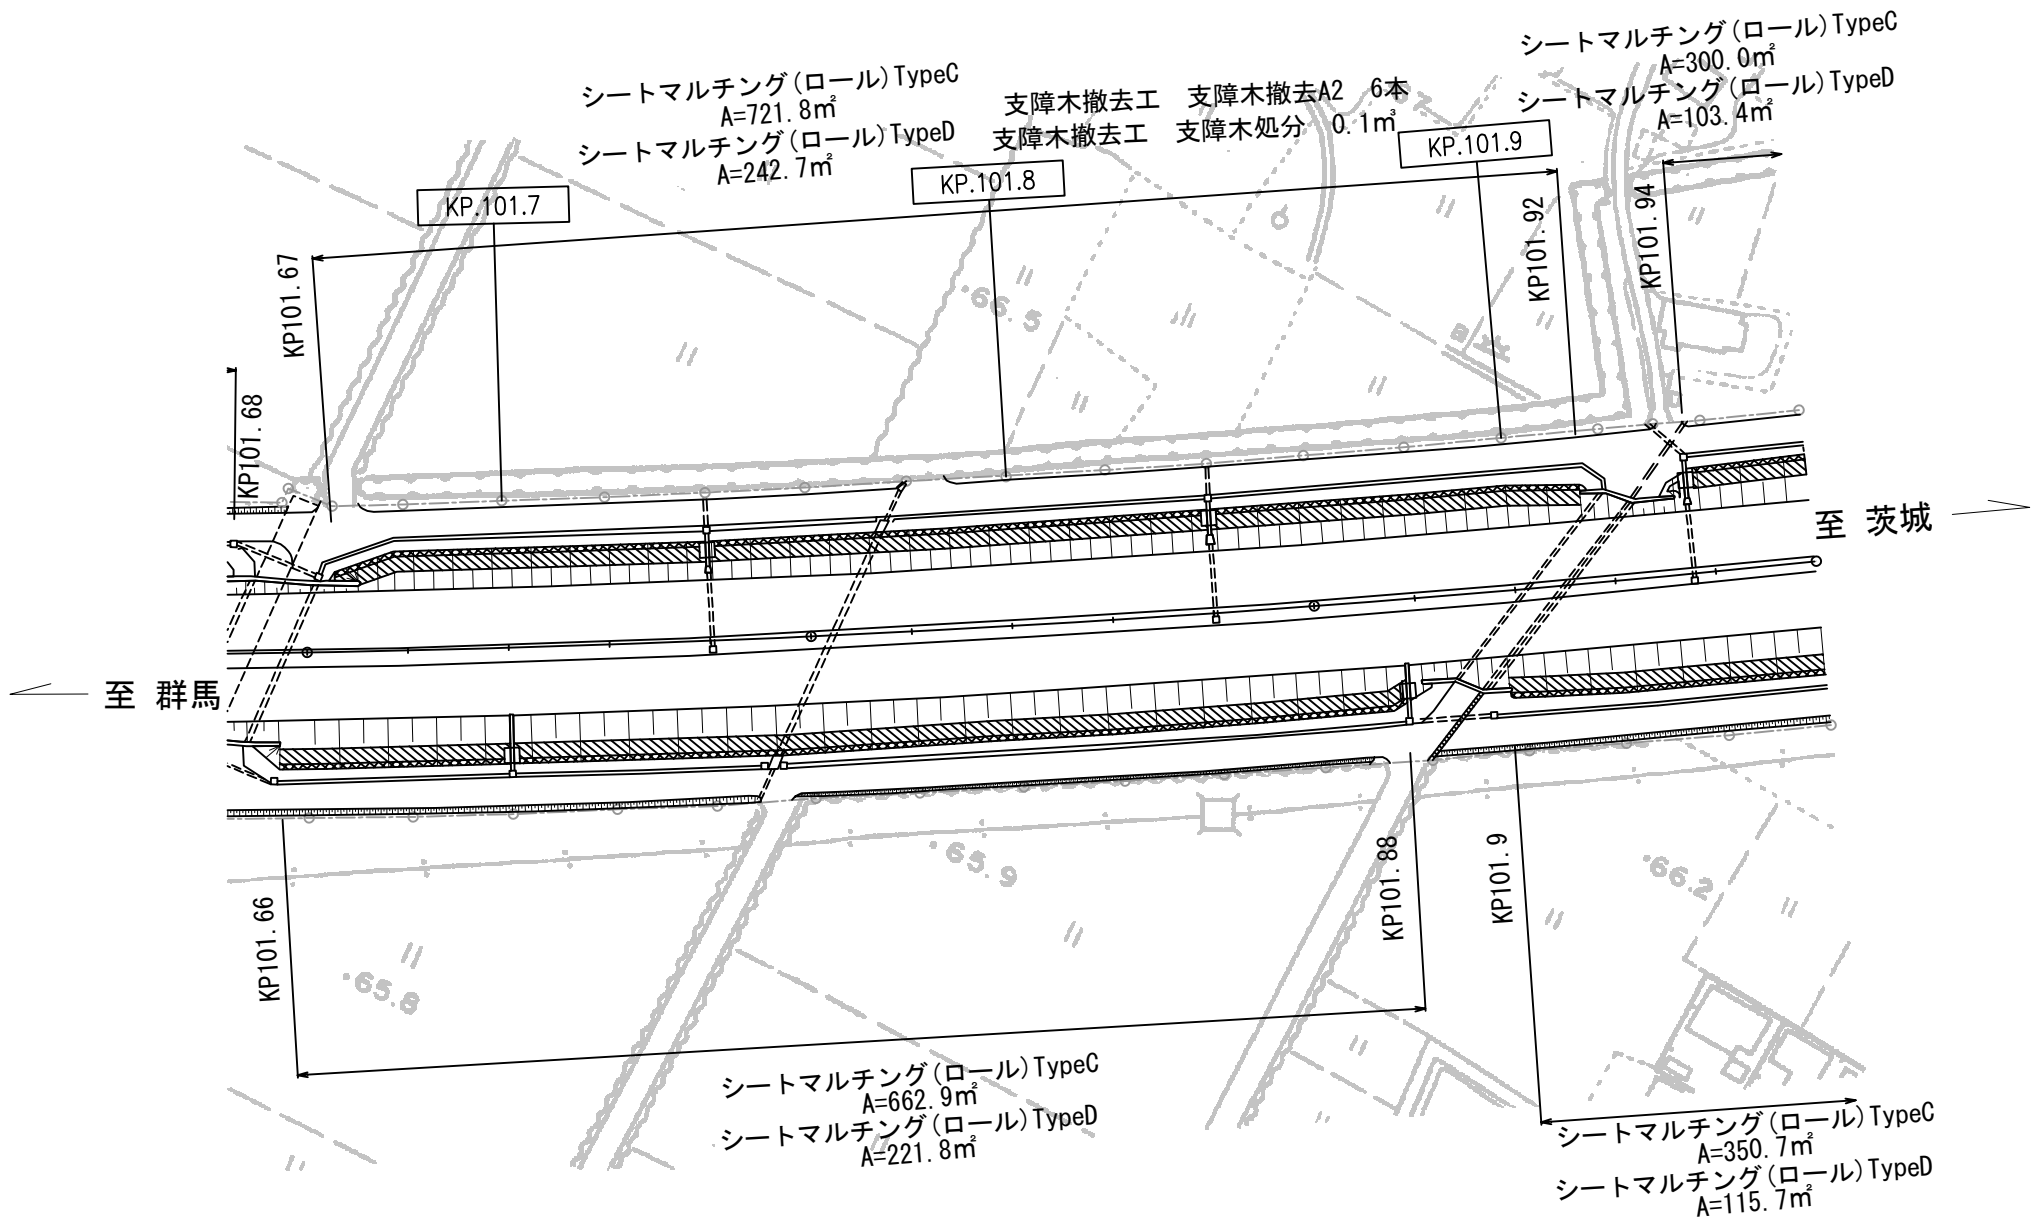 シートマルチング(ロール)TypeC
A=721.8㎡
シートマルチング(ロール)TypeD
A=242.7㎡
支障木撤去工　支障木撤去A2　6本
支障木撤去工　支障木処分　0.1㎥
シートマルチング(ロール)TypeC
A=300.0㎡
シートマルチング(ロール)TypeD
A=103.4㎡
KP.101.7
KP.101.8
KP.101.9
KP101.67
KP101.92
KP101.94
KP101.68
・66.5
至 茨城
至 群馬
・65.9
・66.2
・65.8
KP101.66
KP101.88
KP101.9
シートマルチング(ロール)TypeC
A=662.9㎡
シートマルチング(ロール)TypeD
A=221.8㎡
シートマルチング(ロール)TypeC
A=350.7㎡
シートマルチング(ロール)TypeD
A=115.7㎡